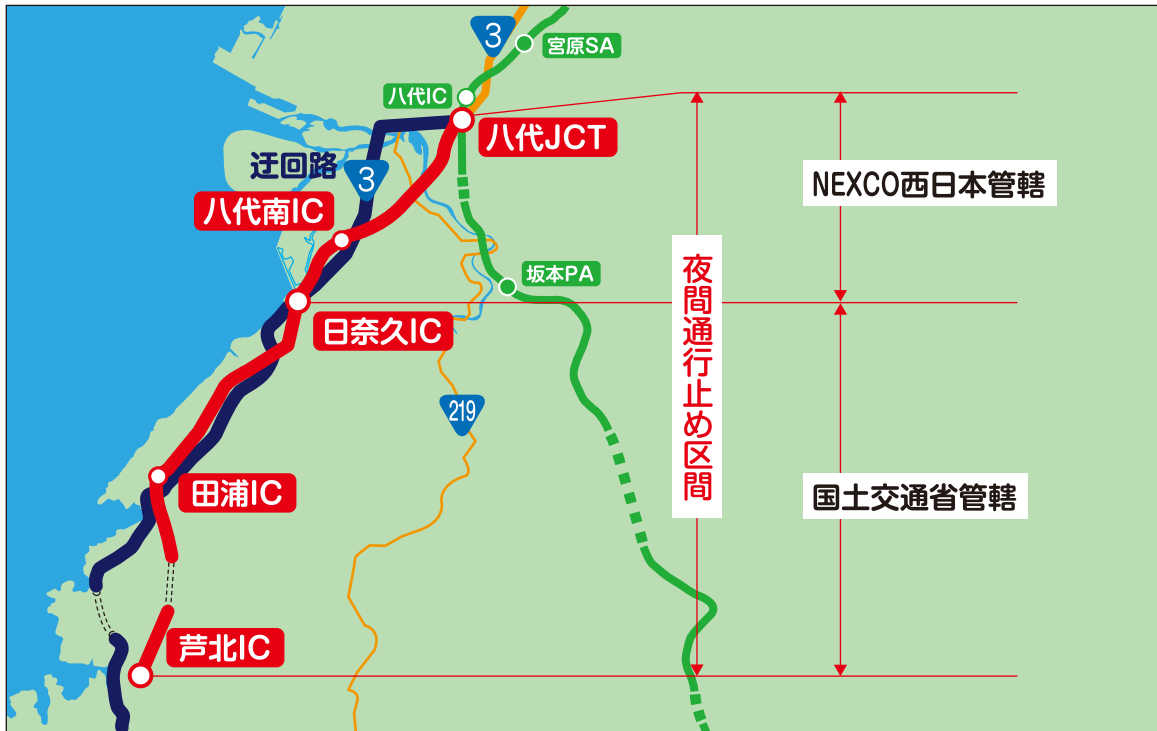 3
宮原SA
八代IC
八代JCT
迂回路
3
八代南IC
NEXCO西日本管轄
坂本PA
夜間通行止め区間
日奈久IC
219
田浦IC
国土交通省管轄
芦北IC